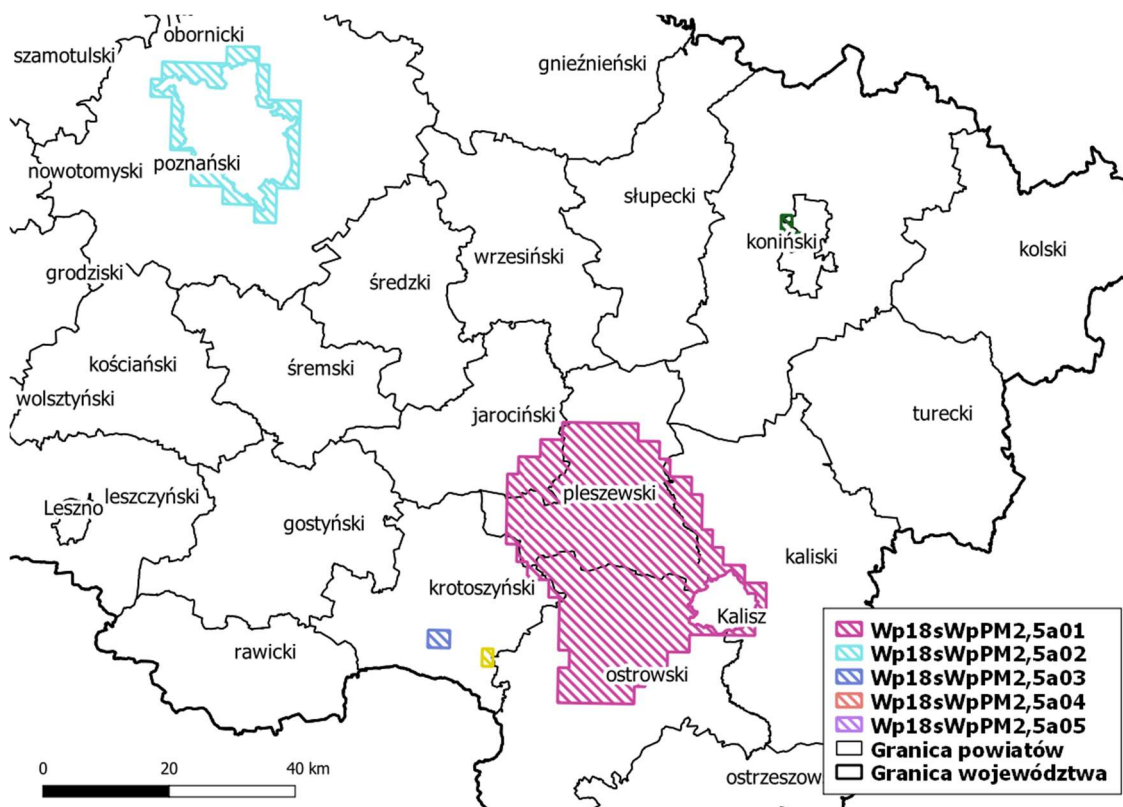 obornicki
szamotulski
gnieźnieński
nowotomyski
poznański
słupecki
koniński
kolski
wrzesiński
grodziski
średzki
kościański
śremski
wolsztyński
jarociński
turecki
pleszewski
leszczyński
Leszno
gostyński
kaliski
krotoszyński
Kalisz
rawicki
ostrowski
ostrzeszow
Wp18sWpPM2,5a01
Wp18sWpPM2,5a02
Wp18sWpPM2,5a03
Wp18sWpPM2,5a04
Wp18sWpPM2,5a05
Granica powiatów
Granica województwa
0 20 40 km